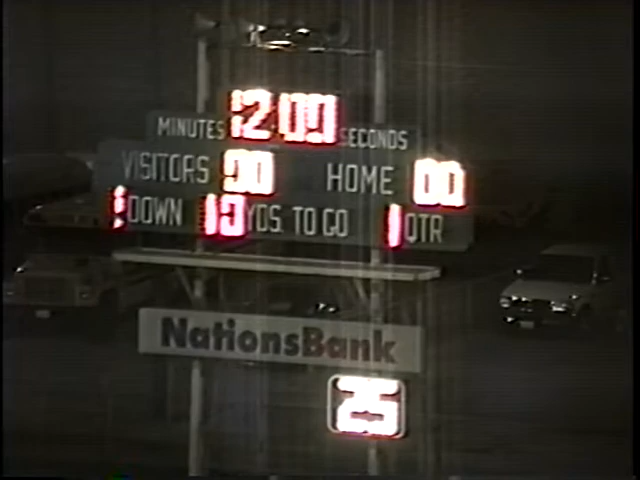 MINUTES 12 00 SECONDS
VISITORS 00 HOME 00
1 DOWN 10 YDS. TO GO 1 QTR
NationsBank
25